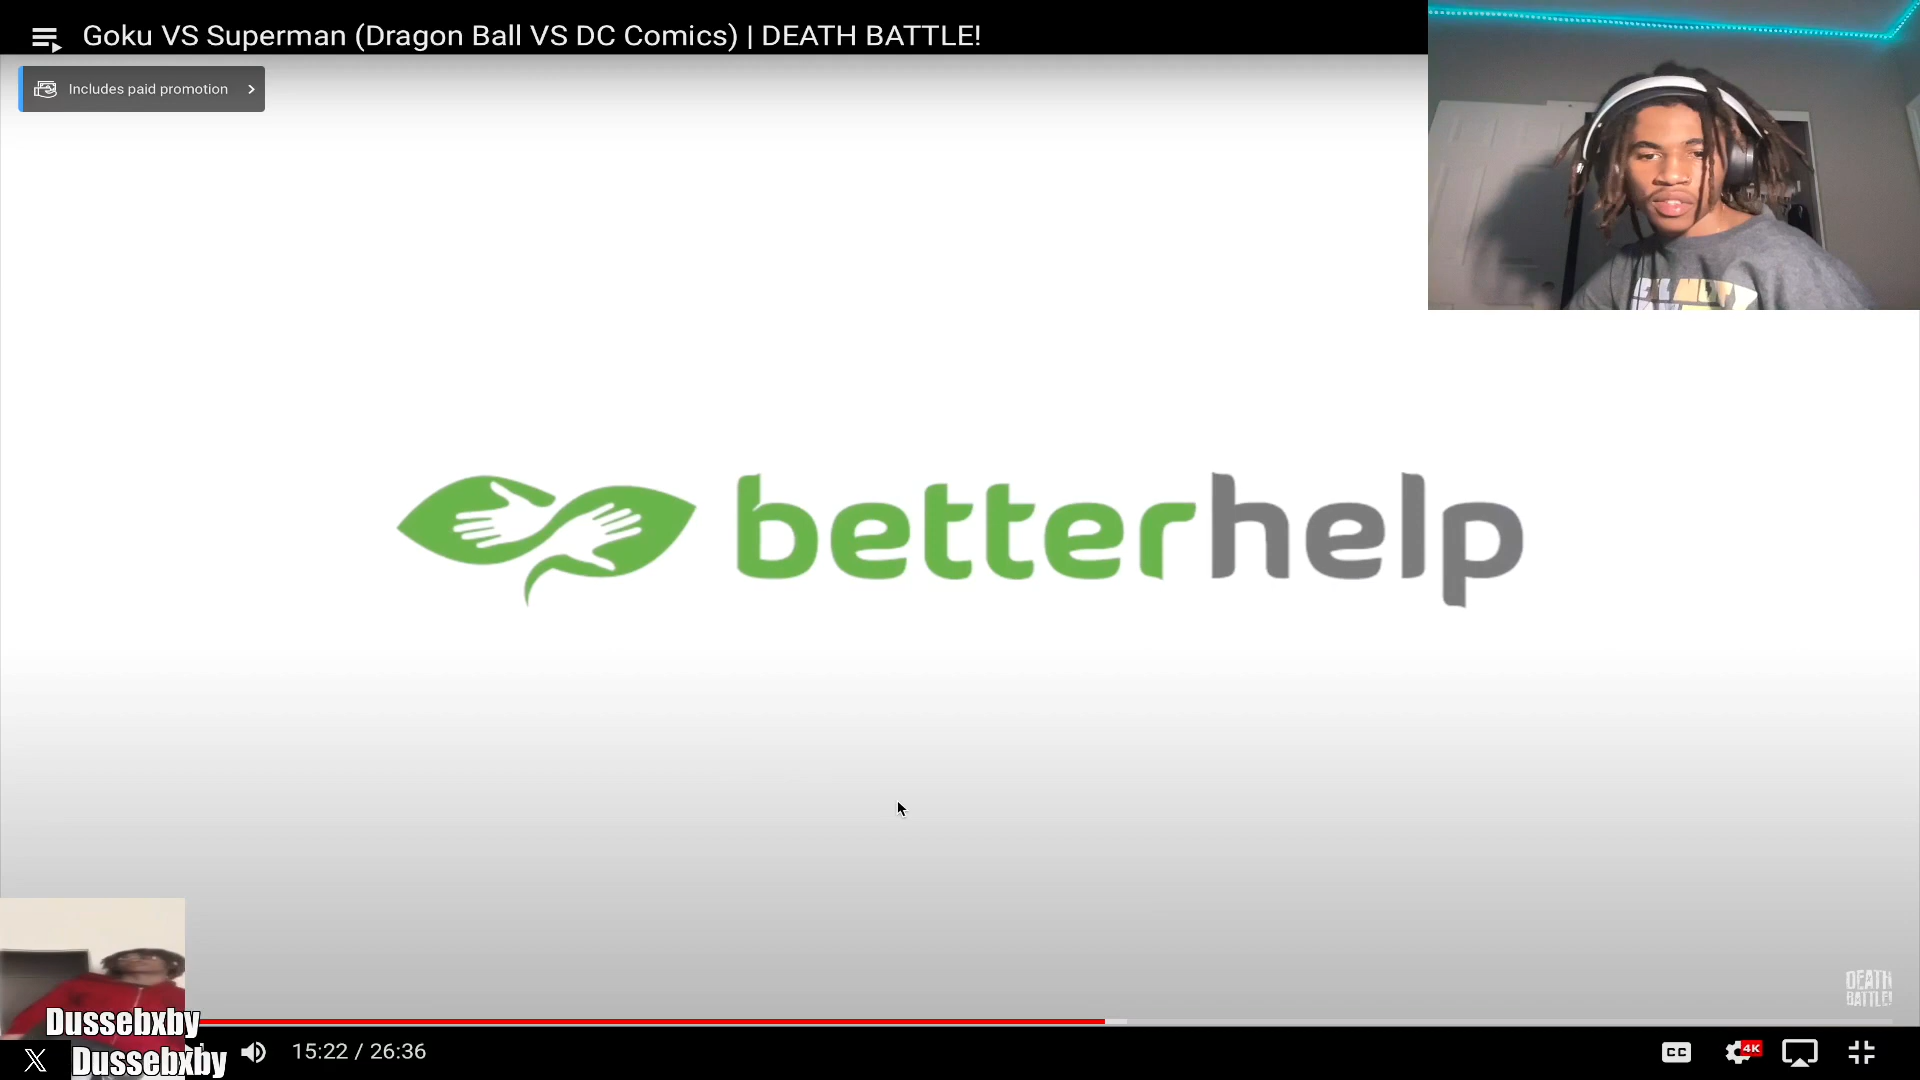 Goku VS Superman (Dragon Ball VS DC Comics) | DEATH BATTLE!
Includes paid promotion
betterhelp
DEATH
BATTLE!
Dussebxby
Dussebxby
15:22 / 26:36
CC
4K